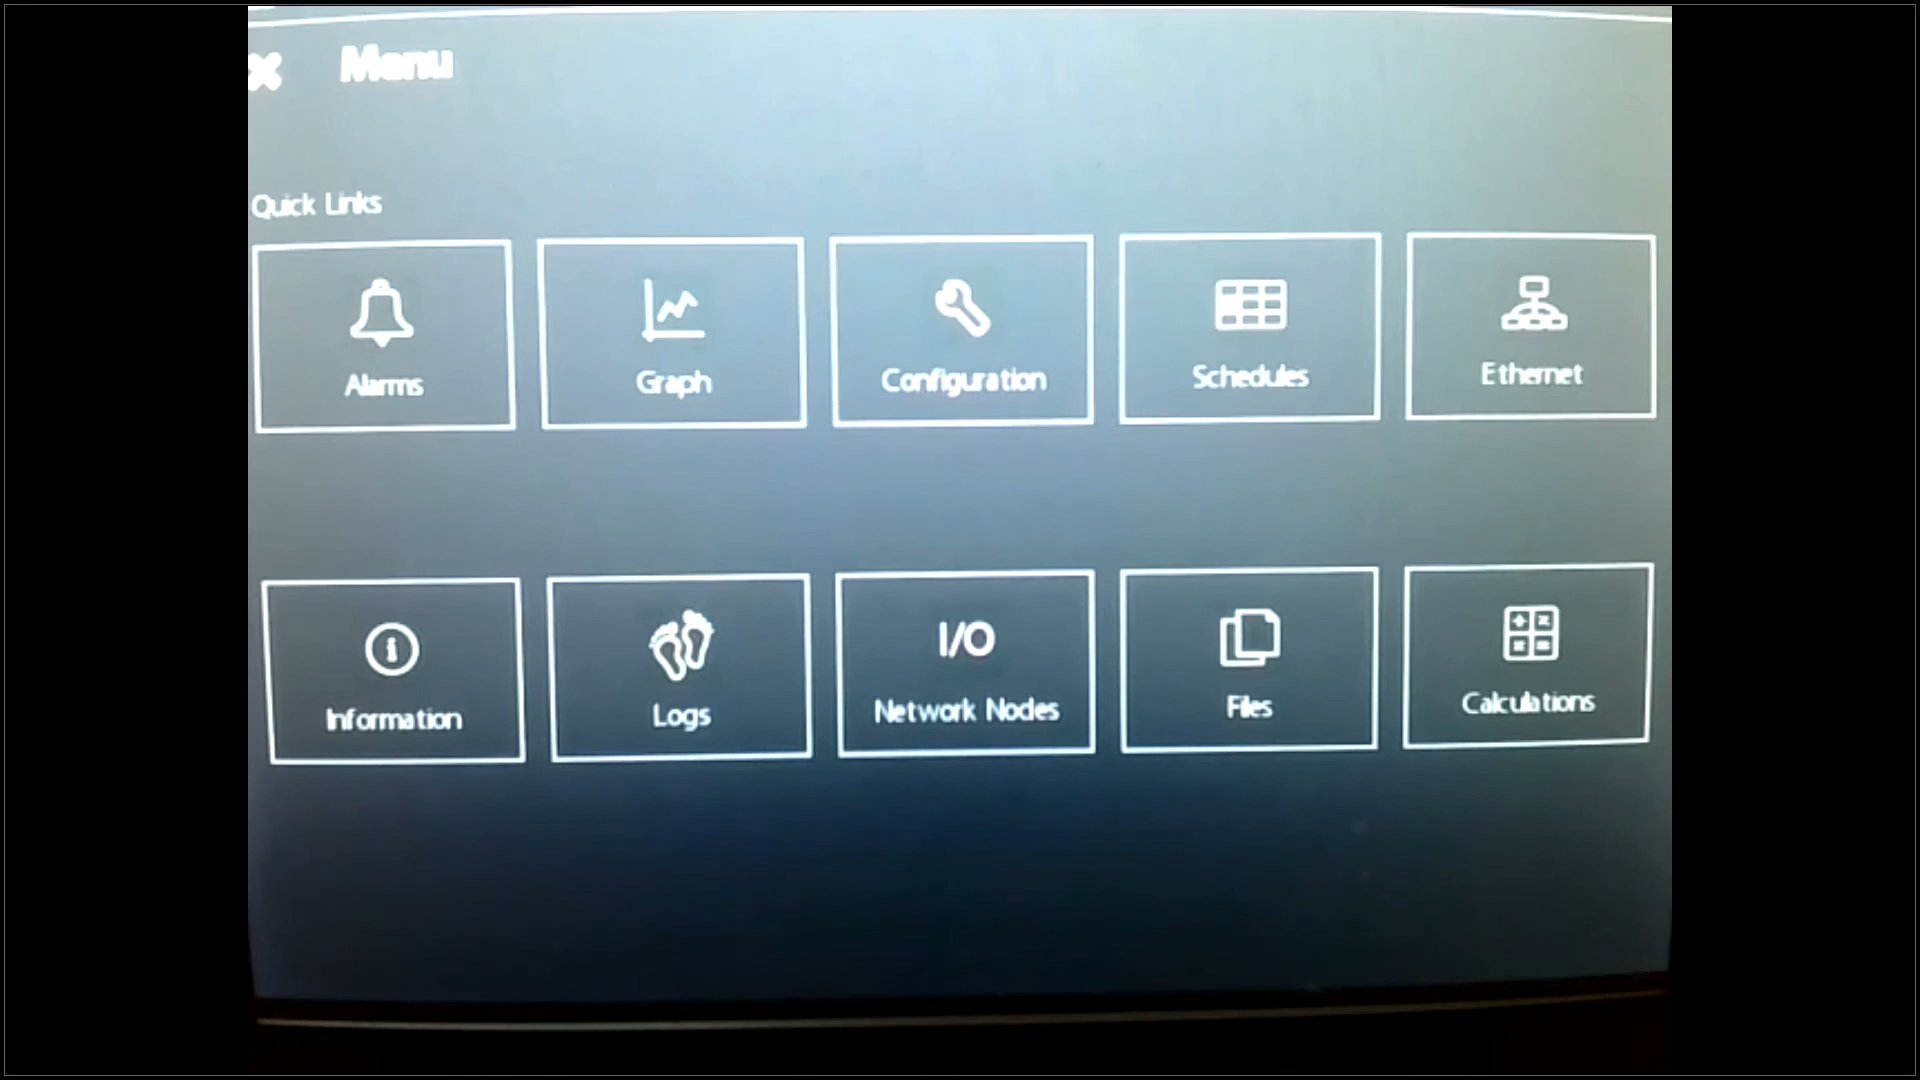 Menu
Quick Links
Alarms
Graph
Configuration
Schedules
Ethernet
Information
Logs
I/O
Network Nodes
Files
Calculations